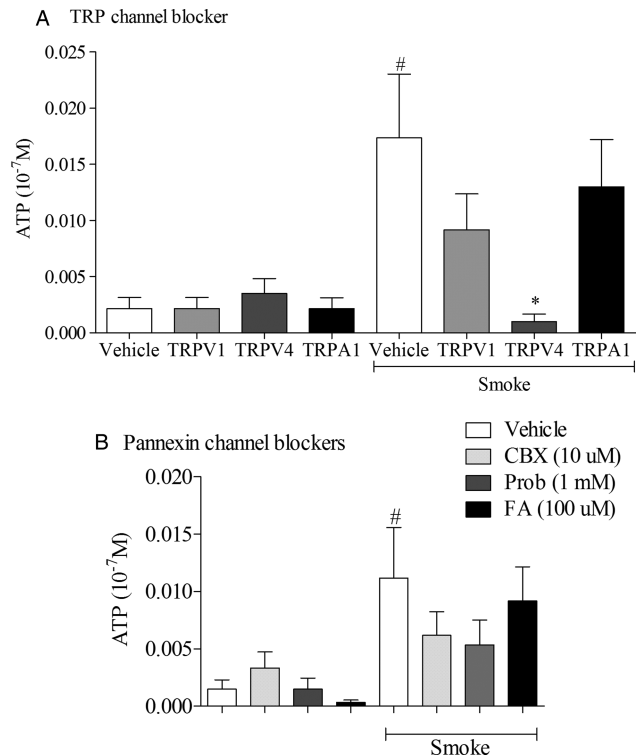 A TRP channel blocker
ATP (10⁻⁷M)
0.025
0.020
0.015
0.010
0.005
0.000
#
*
Vehicle TRPV1 TRPV4 TRPA1 Vehicle TRPV1 TRPV4 TRPA1
Smoke
B Pannexin channel blockers
Vehicle
CBX (10 uM)
Prob (1 mM)
FA (100 uM)
ATP (10⁻⁷M)
0.020
0.015
0.010
0.005
0.000
#
Smoke